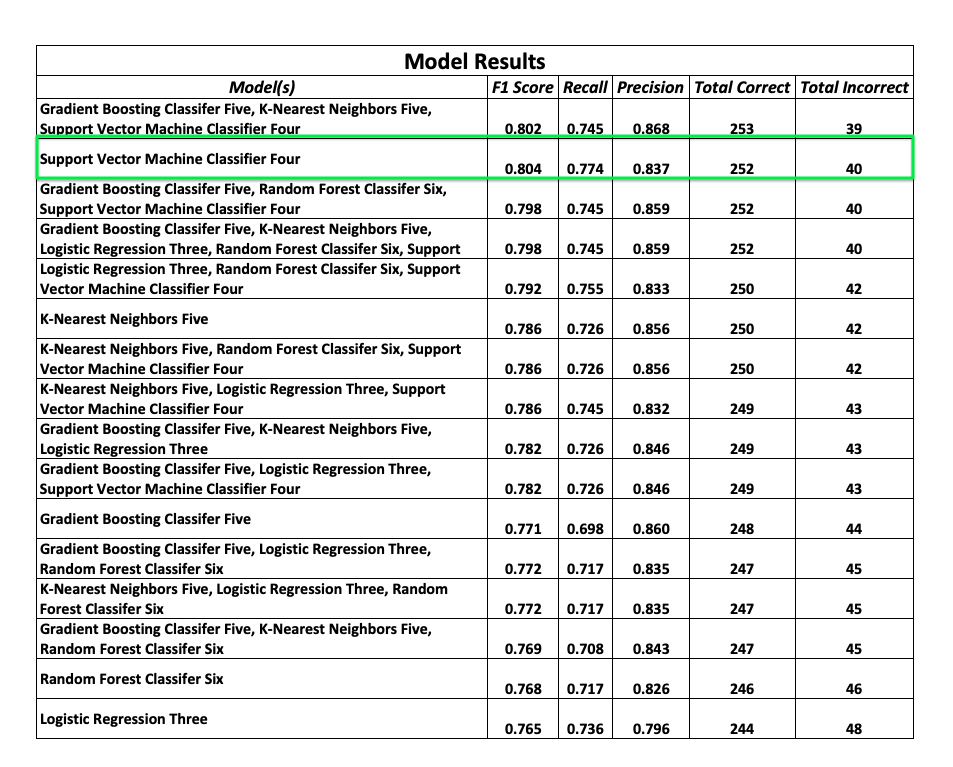 Model Results
Model(s) F1 Score Recall Precision Total Correct Total Incorrect
Gradient Boosting Classifer Five, K-Nearest Neighbors Five,
Support Vector Machine Classifier Four 0.802 0.745 0.868 253 39
Support Vector Machine Classifier Four
0.804 0.774 0.837 252 40
Gradient Boosting Classifer Five, Random Forest Classifer Six,
Support Vector Machine Classifier Four 0.798 0.745 0.859 252 40
Gradient Boosting Classifer Five, K-Nearest Neighbors Five,
Logistic Regression Three, Random Forest Classifer Six, Support 0.798 0.745 0.859 252 40
Logistic Regression Three, Random Forest Classifer Six, Support
Vector Machine Classifier Four 0.792 0.755 0.833 250 42
K-Nearest Neighbors Five
0.786 0.726 0.856 250 42
K-Nearest Neighbors Five, Random Forest Classifer Six, Support
Vector Machine Classifier Four 0.786 0.726 0.856 250 42
K-Nearest Neighbors Five, Logistic Regression Three, Support
Vector Machine Classifier Four 0.786 0.745 0.832 249 43
Gradient Boosting Classifer Five, K-Nearest Neighbors Five,
Logistic Regression Three 0.782 0.726 0.846 249 43
Gradient Boosting Classifer Five, Logistic Regression Three,
Support Vector Machine Classifier Four 0.782 0.726 0.846 249 43
Gradient Boosting Classifer Five
0.771 0.698 0.860 248 44
Gradient Boosting Classifer Five, Logistic Regression Three,
Random Forest Classifer Six 0.772 0.717 0.835 247 45
K-Nearest Neighbors Five, Logistic Regression Three, Random
Forest Classifer Six 0.772 0.717 0.835 247 45
Gradient Boosting Classifer Five, K-Nearest Neighbors Five,
Random Forest Classifer Six 0.769 0.708 0.843 247 45
Random Forest Classifer Six
0.768 0.717 0.826 246 46
Logistic Regression Three
0.765 0.736 0.796 244 48